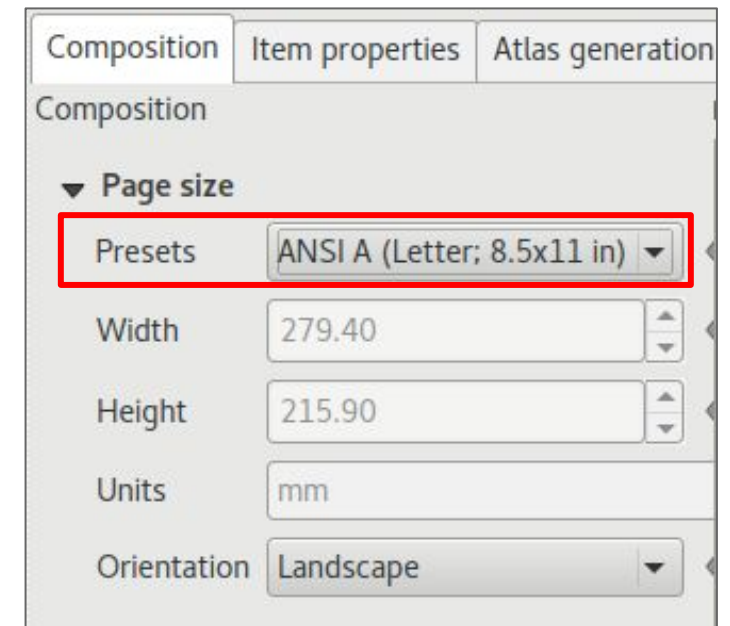 Composition Item properties Atlas generation
Composition
Page size
Presets ANSI A (Letter; 8.5x11 in)
Width 279.40
Height 215.90
Units mm
Orientation Landscape